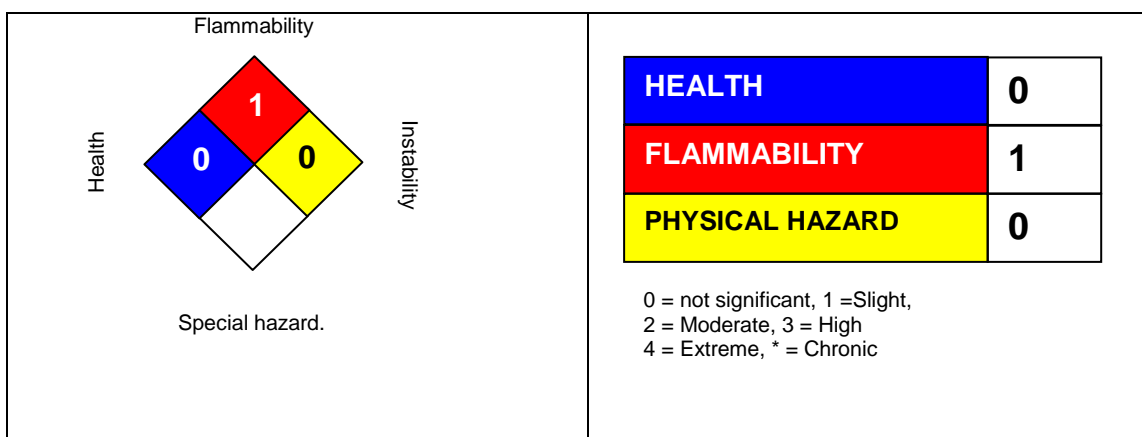 Flammability
1
Health
0
0
Instability
Special hazard.
HEALTH 0
FLAMMABILITY 1
PHYSICAL HAZARD 0
0 = not significant, 1 =Slight,
2 = Moderate, 3 = High
4 = Extreme, * = Chronic